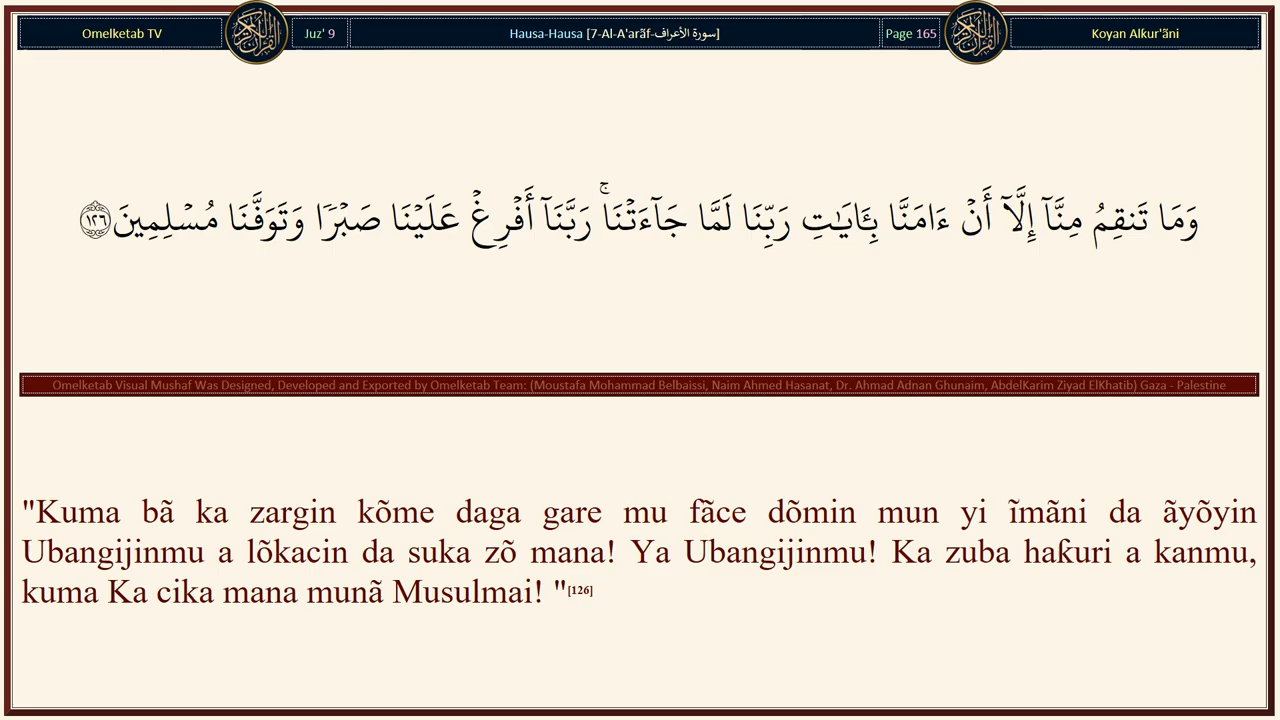 Omelketab TV
Juz' 9
Hausa-Hausa [7-Al-A'arãf-سورة الأعراف]
Page 165
Koyan Alƙur'ãni
وَمَا تَنقِمُ مِنَّآ إِلَّآ أَنۡ ءَامَنَّا بِـَٔايَٰتِ رَبِّنَا لَمَّا جَآءَتۡنَاۚ رَبَّنَآ أَفۡرِغۡ عَلَيۡنَا صَبۡرٗا وَتَوَفَّنَا مُسۡلِمِينَ ١٢٦
Omelketab Visual Mushaf Was Designed, Developed and Exported by Omelketab Team: (Moustafa Mohammad Belbaissi, Naim Ahmed Hasanat, Dr. Ahmad Adnan Ghunaim, AbdelKarim Ziyad ElKhatib) Gaza - Palestine
"Kuma bã ka zargin kõme daga gare mu fãce dõmin mun yi ĩmãni da ãyõyin
Ubangijinmu a lõkacin da suka zõ mana! Ya Ubangijinmu! Ka zuba haƙuri a kanmu,
kuma Ka cika mana munã Musulmai! "[126]